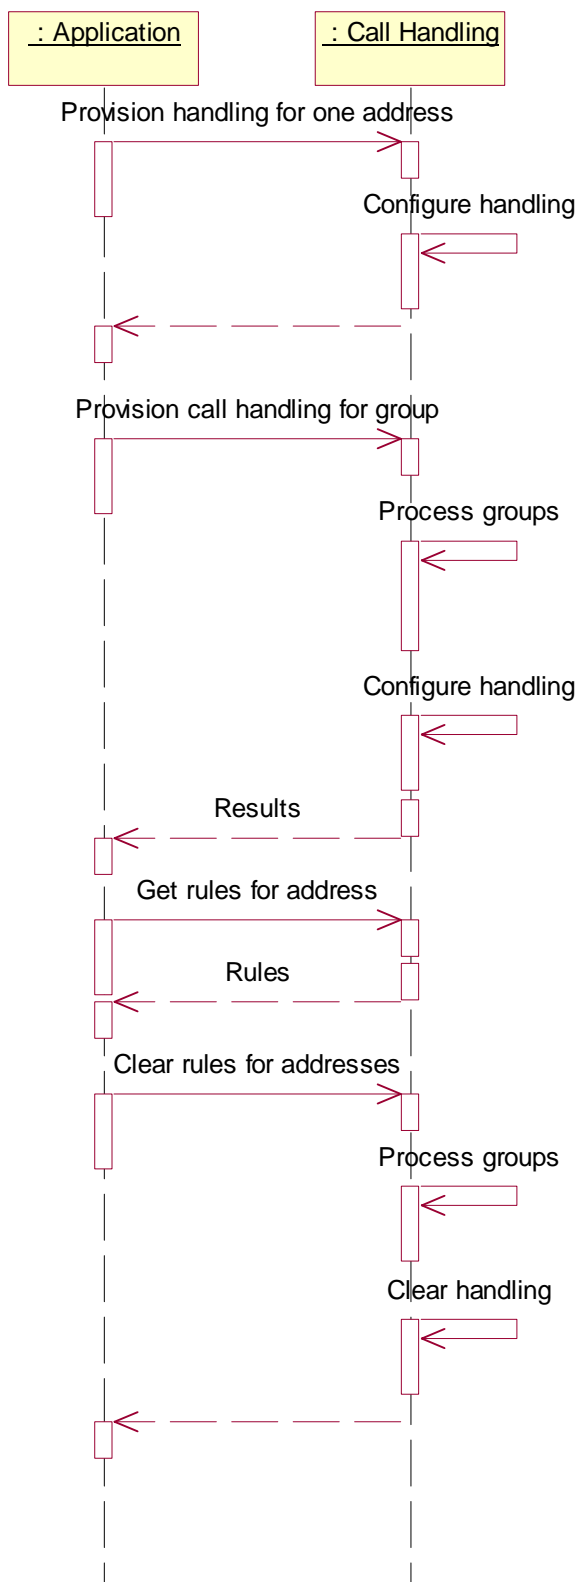 : Application
: Call Handling
Provision handling for one address
Configure handling
Provision call handling for group
Process groups
Configure handling
Results
Get rules for address
Rules
Clear rules for addresses
Process groups
Clear handling